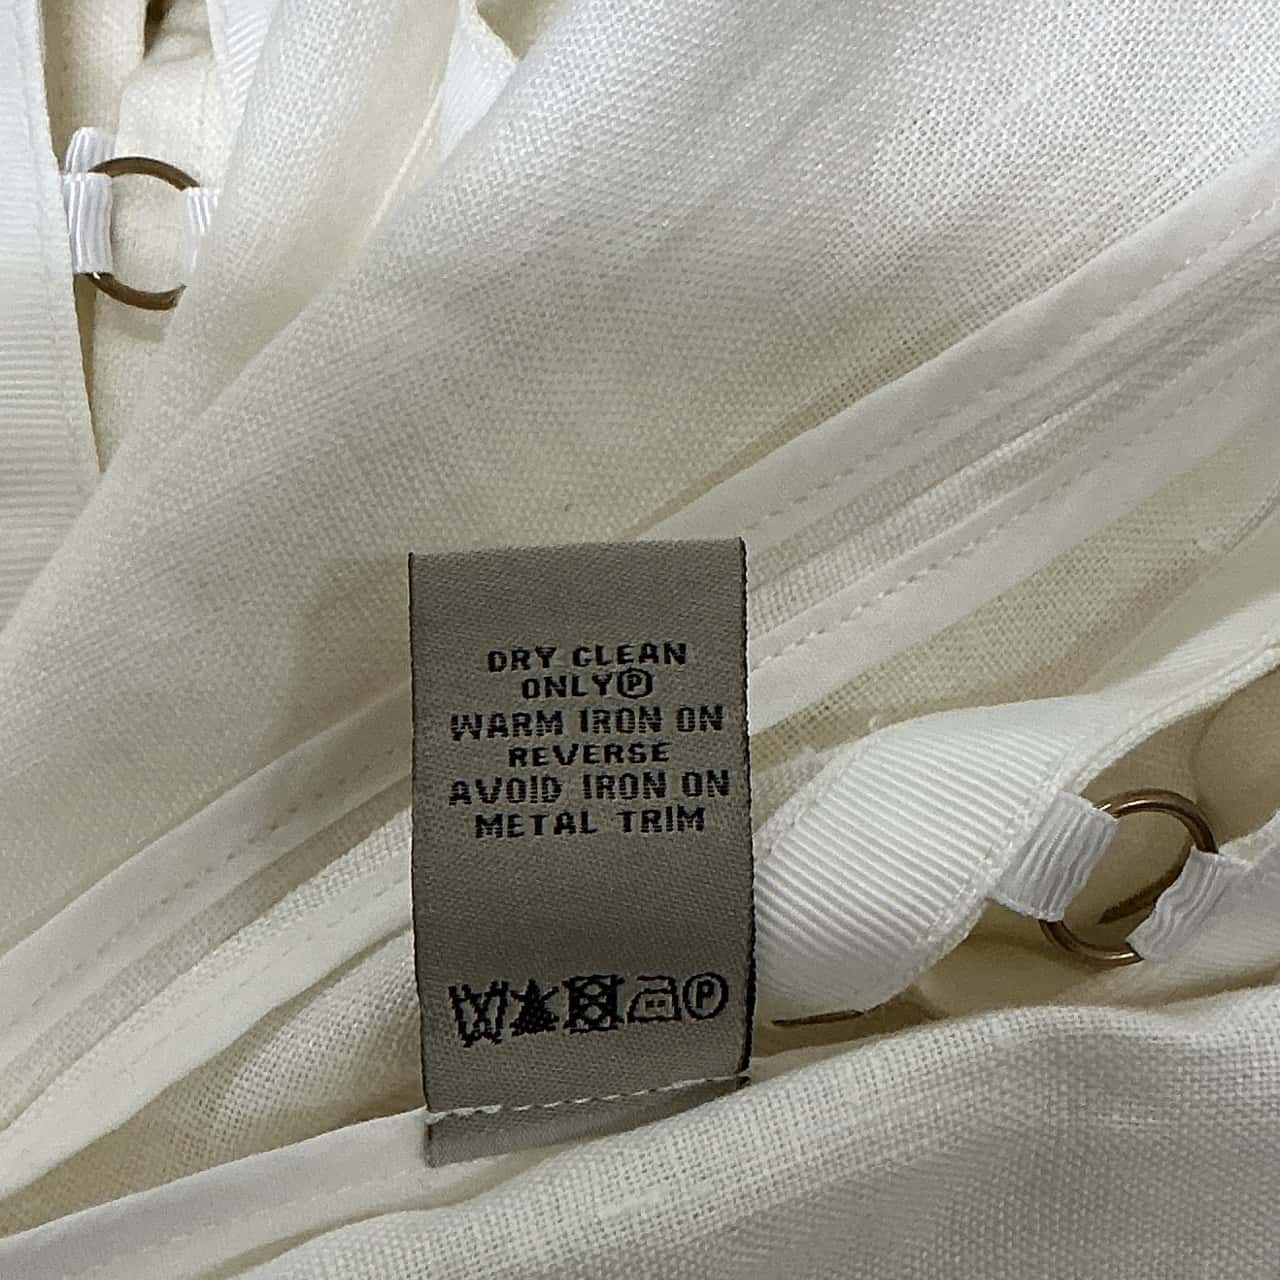 DRY CLEAN
ONLYⓅ
WARM IRON ON
REVERSE
AVOID IRON ON
METAL TRIM
Ⓟ